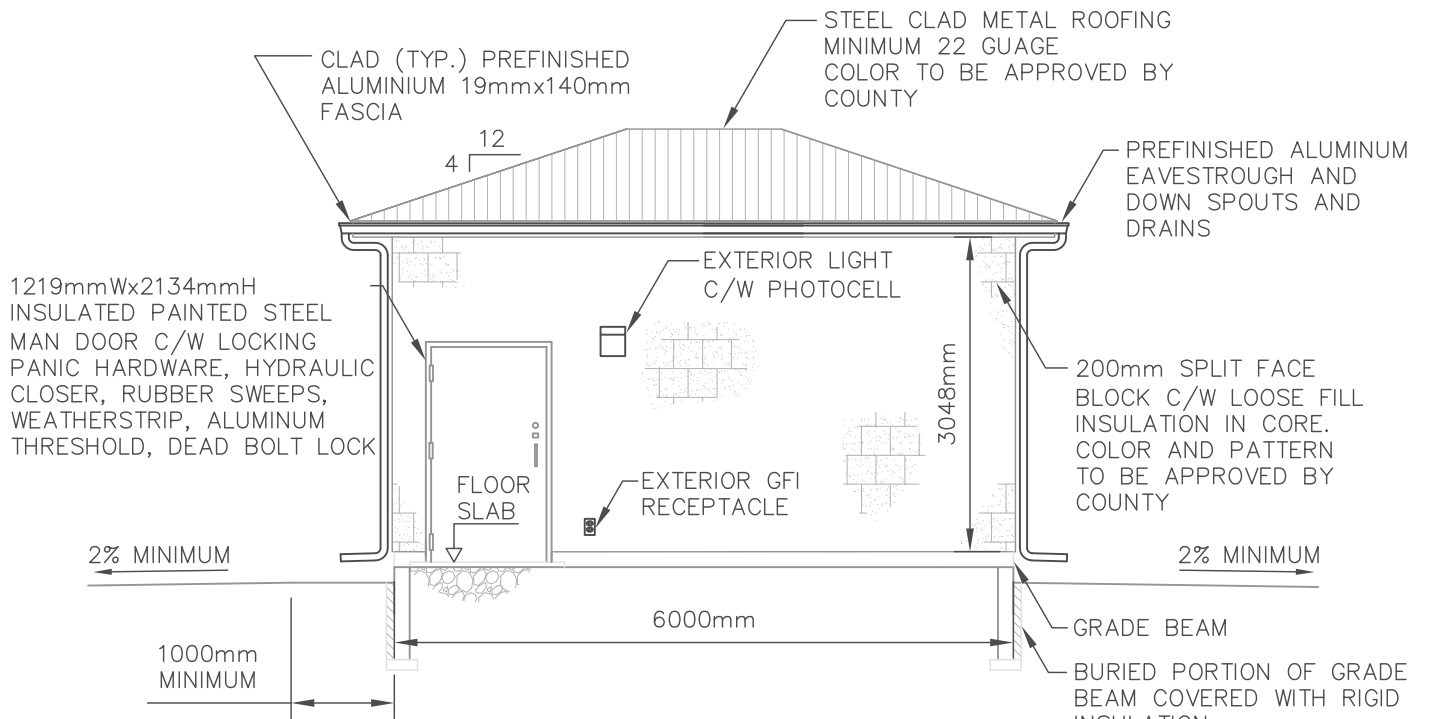 STEEL CLAD METAL ROOFING
MINIMUM 22 GUAGE
COLOR TO BE APPROVED BY
COUNTY
CLAD (TYP.) PREFINISHED
ALUMINIUM 19mmx140mm
FASCIA
12
4
PREFINISHED ALUMINUM
EAVESTROUGH AND
DOWN SPOUTS AND
DRAINS
EXTERIOR LIGHT
C/W PHOTOCELL
1219mmWx2134mmH
INSULATED PAINTED STEEL
MAN DOOR C/W LOCKING
PANIC HARDWARE, HYDRAULIC
CLOSER, RUBBER SWEEPS,
WEATHERSTRIP, ALUMINUM
THRESHOLD, DEAD BOLT LOCK
3048mm
200mm SPLIT FACE
BLOCK C/W LOOSE FILL
INSULATION IN CORE.
COLOR AND PATTERN
TO BE APPROVED BY
COUNTY
EXTERIOR GFI
RECEPTACLE
FLOOR
SLAB
2% MINIMUM
2% MINIMUM
6000mm
GRADE BEAM
1000mm
MINIMUM
BURIED PORTION OF GRADE
BEAM COVERED WITH RIGID
INSULATION